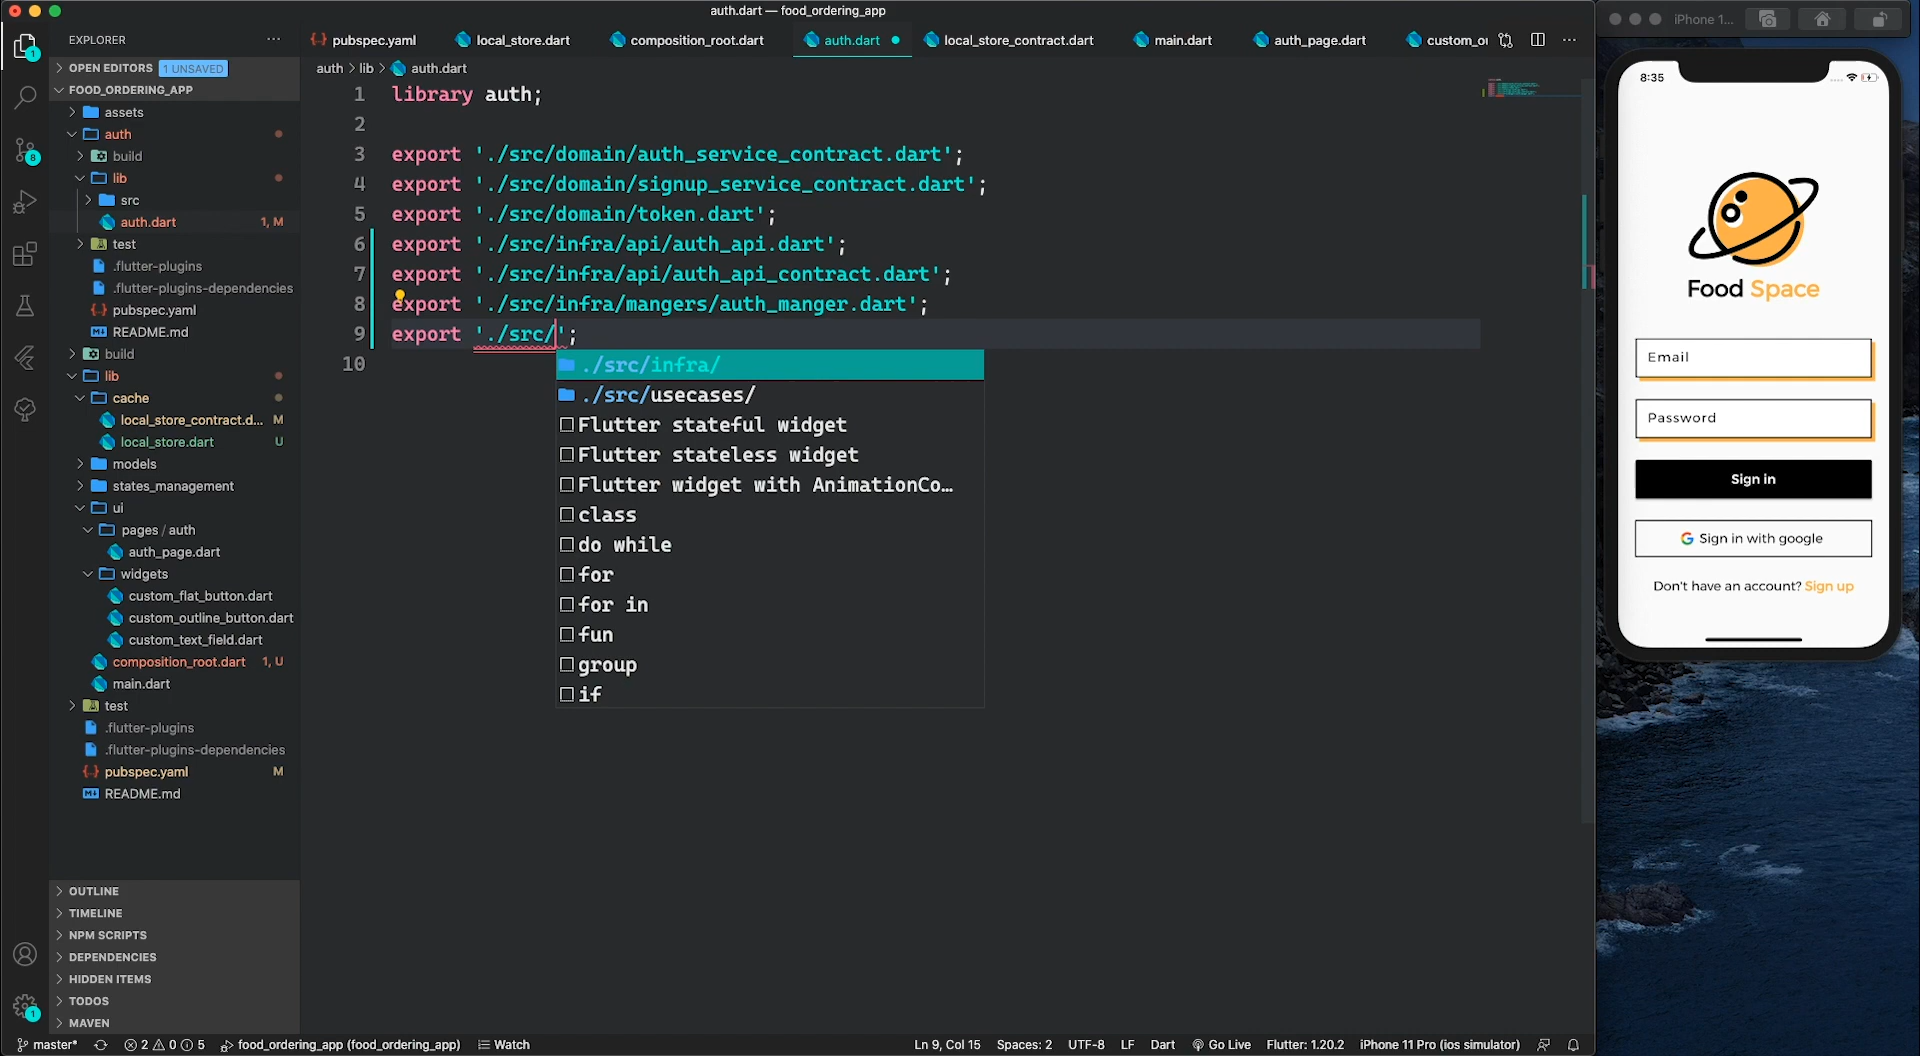 auth.dart — food_ordering_app
EXPLORER
pubspec.yaml
local_store.dart
composition_root.dart
auth.dart
local_store_contract.dart
main.dart
auth_page.dart
custom_ou
OPEN EDITORS 1 UNSAVED
FOOD_ORDERING_APP
assets
auth
build
lib
src
auth.dart 1, M
test
.flutter-plugins
.flutter-plugins-dependencies
pubspec.yaml
README.md
build
lib
cache
local_store_contract.d... M
local_store.dart U
models
states_management
ui
pages / auth
auth_page.dart
widgets
custom_flat_button.dart
custom_outline_button.dart
custom_text_field.dart
composition_root.dart 1, U
main.dart
test
.flutter-plugins
.flutter-plugins-dependencies
pubspec.yaml M
README.md
OUTLINE
TIMELINE
NPM SCRIPTS
DEPENDENCIES
HIDDEN ITEMS
TODOS
MAVEN
auth > lib > auth.dart
1 library auth;
2
3 export './src/domain/auth_service_contract.dart';
4 export './src/domain/signup_service_contract.dart';
5 export './src/domain/token.dart';
6 export './src/infra/api/auth_api.dart';
7 export './src/infra/api/auth_api_contract.dart';
8 export './src/infra/mangers/auth_manger.dart';
9 export './src/';
10
./src/infra/
./src/usecases/
Flutter stateful widget
Flutter stateless widget
Flutter widget with AnimationCo…
class
do while
for
for in
fun
group
if
iPhone 1...
8:35
Food Space
Email
Password
Sign in
G Sign in with google
Don't have an account? Sign up
master* 2 0 5 food_ordering_app (food_ordering_app) Watch
Ln 9, Col 15 Spaces: 2 UTF-8 LF Dart Go Live Flutter: 1.20.2 iPhone 11 Pro (ios simulator)
1
8
1